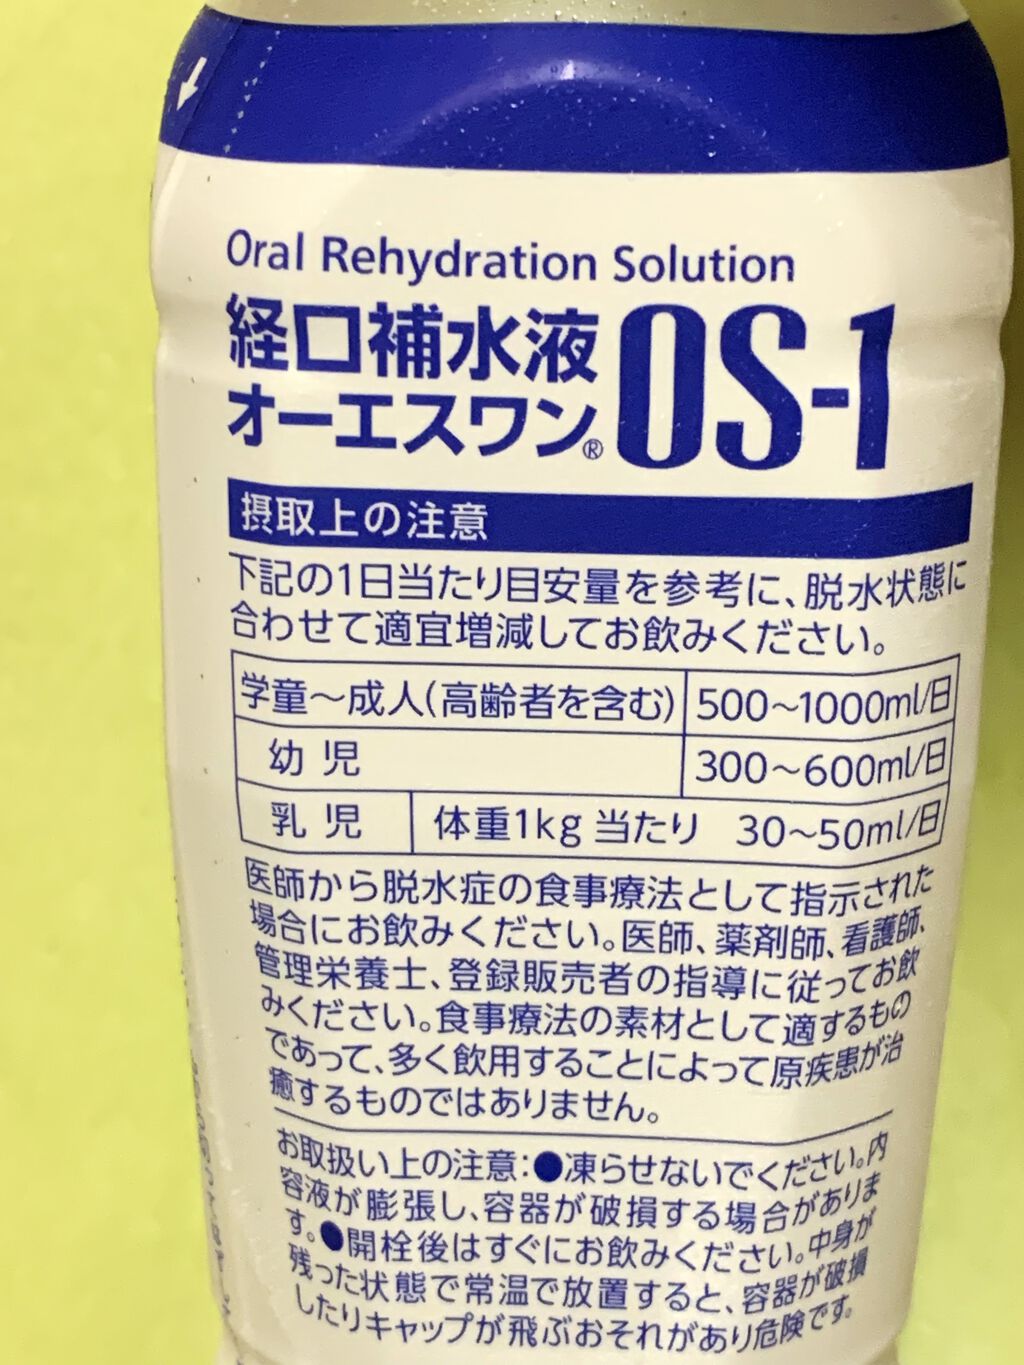 Oral Rehydration Solution
経口補水液
オーエスワン® OS-1
摂取上の注意
下記の1日当たり目安量を参考に、脱水状態に
合わせて適宜増減してお飲みください。
学童〜成人(高齢者を含む) 500〜1000ml/日
幼児 300〜600ml/日
乳児 体重1kg当たり 30〜50ml/日
医師から脱水症の食事療法として指示された
場合にお飲みください。医師、薬剤師、看護師、
管理栄養士、登録販売者の指導に従ってお飲
みください。食事療法の素材として適するもの
であって、多く飲用することによって原疾患が治
癒するものではありません。
お取扱い上の注意：●凍らせないでください。内
容液が膨張し、容器が破損する場合がありま
す。●開栓後はすぐにお飲みください。中身が
残った状態で常温で放置すると、容器が破損
したりキャップが飛ぶおそれがあり危険です。